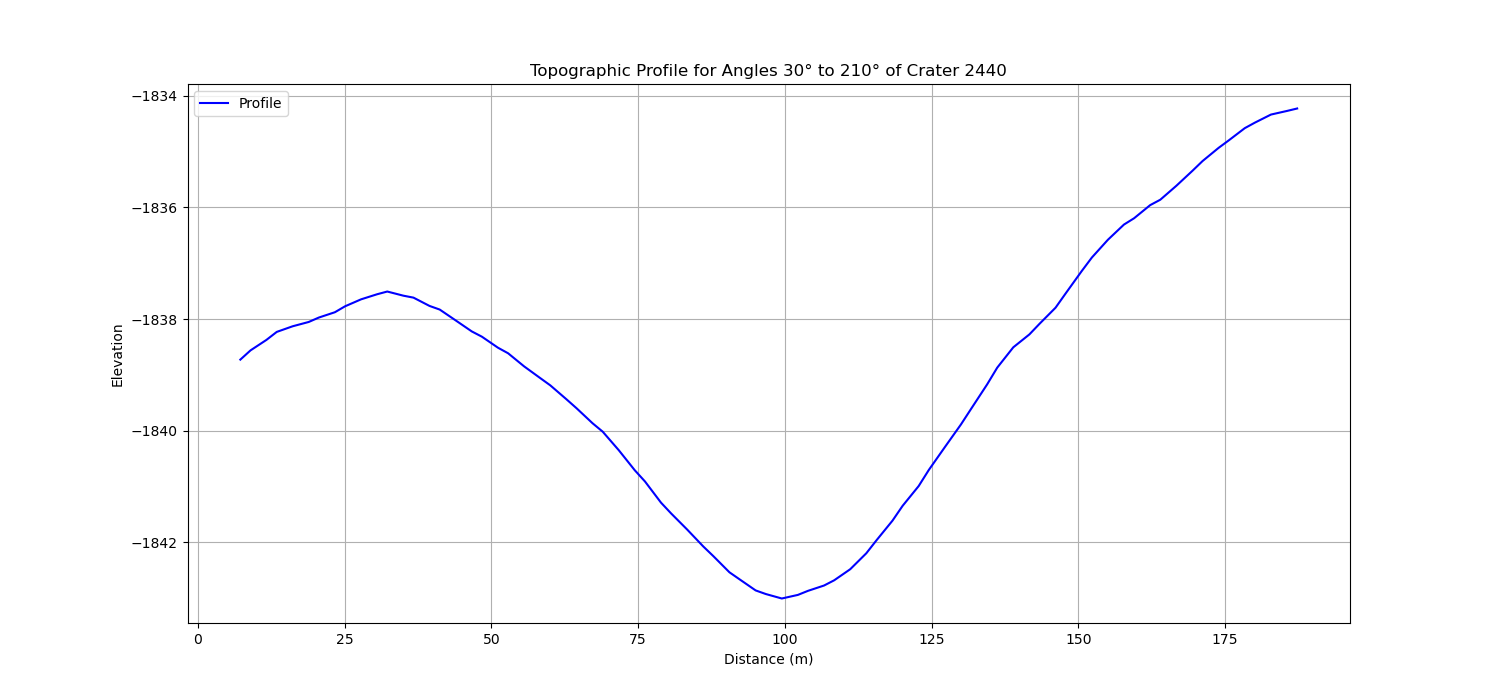 Topographic Profile for Angles 30° to 210° of Crater 2440
Profile
−1834
−1836
−1838
−1840
−1842
Elevation
0 25 50 75 100 125 150 175
Distance (m)